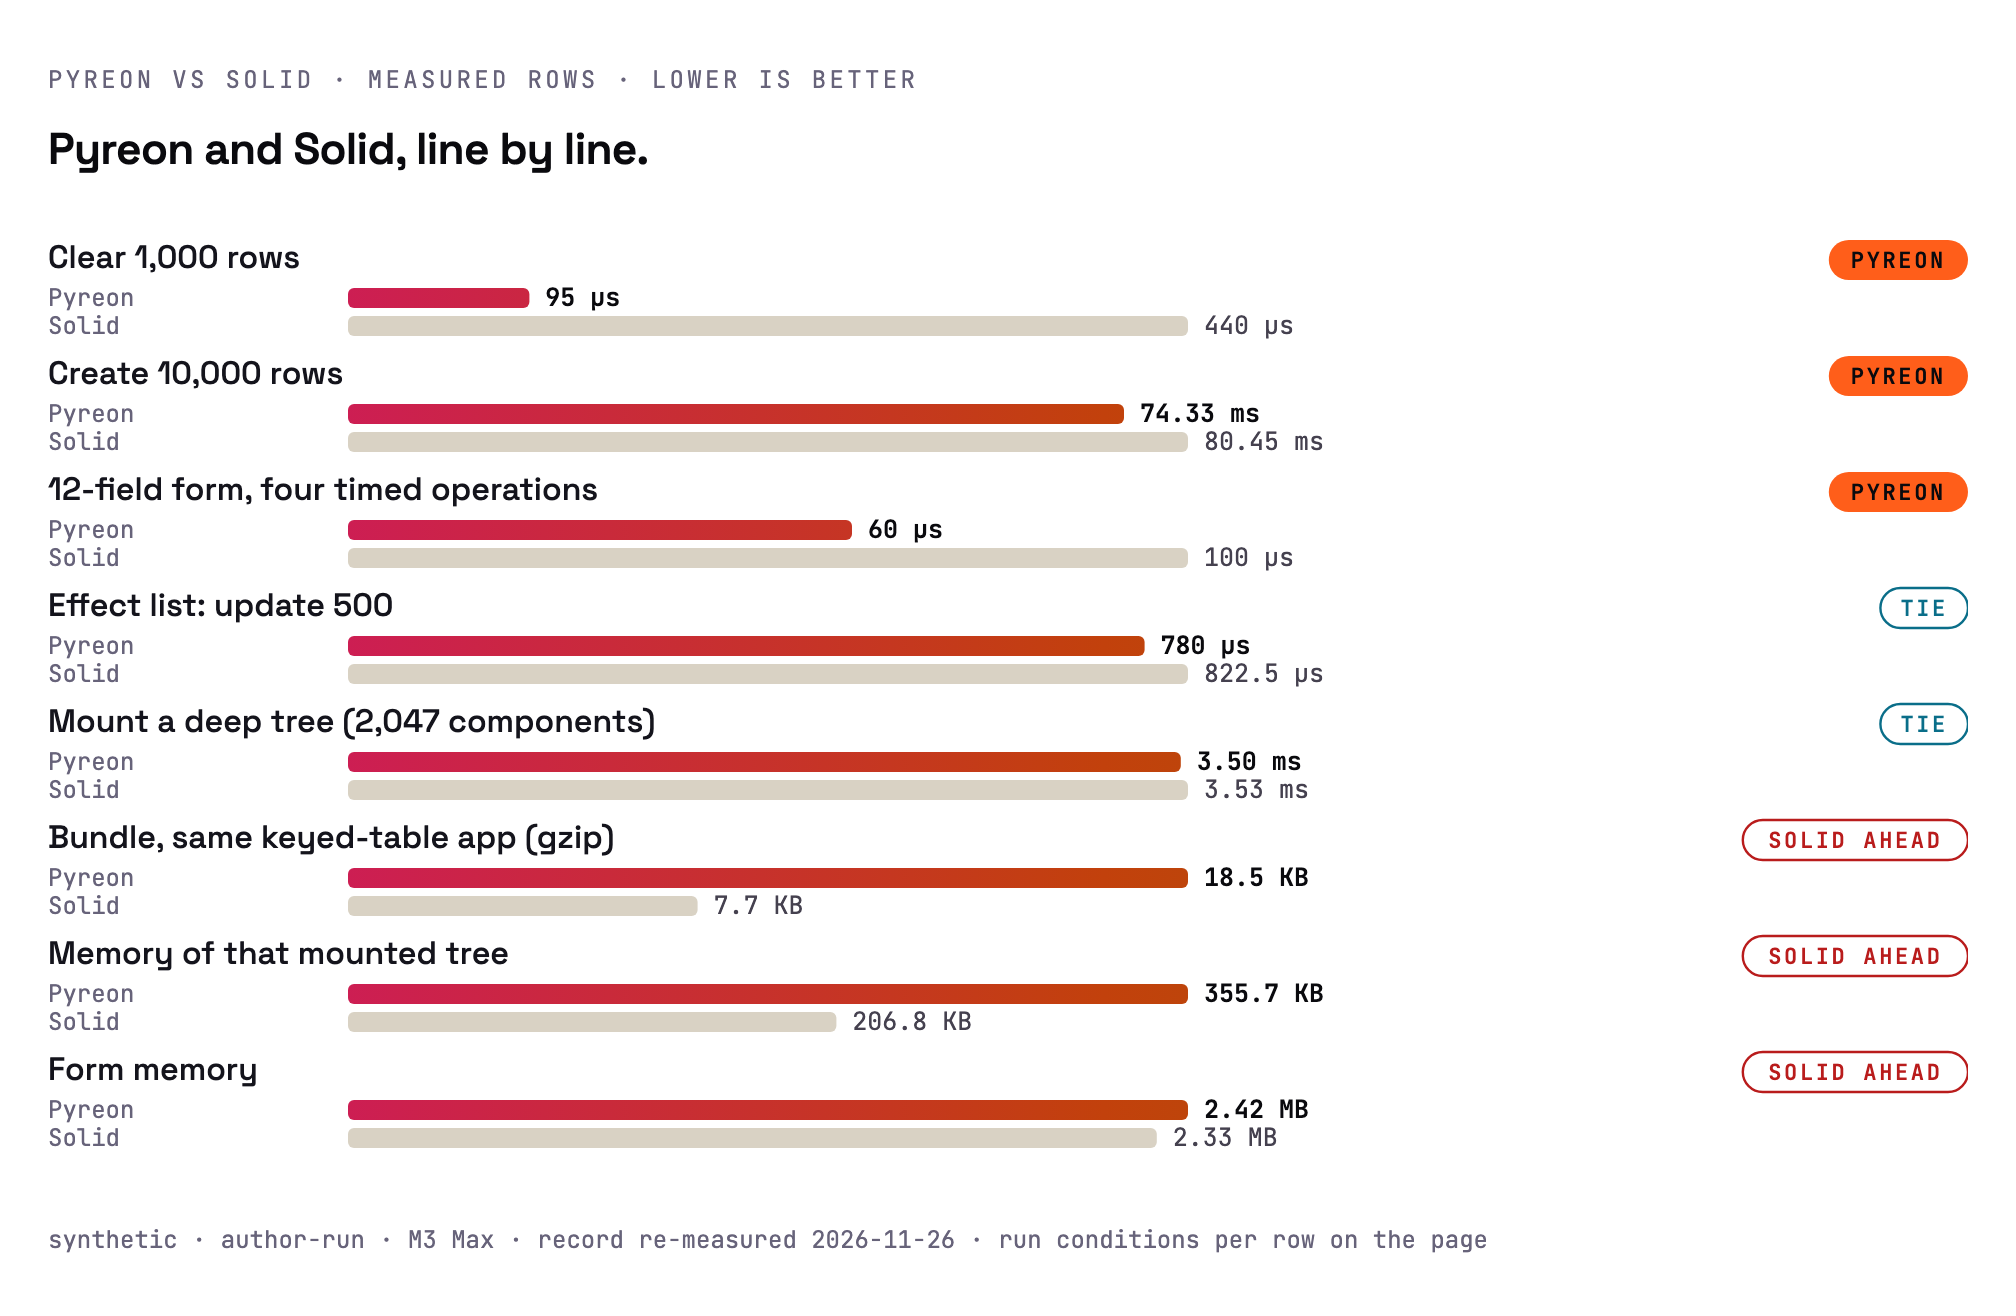 PYREON VS SOLID · MEASURED ROWS · LOWER IS BETTER
Pyreon and Solid, line by line.
Clear 1,000 rows PYREON
Pyreon 95 µs
Solid 440 µs
Create 10,000 rows PYREON
Pyreon 74.33 ms
Solid 80.45 ms
12-field form, four timed operations PYREON
Pyreon 60 µs
Solid 100 µs
Effect list: update 500 TIE
Pyreon 780 µs
Solid 822.5 µs
Mount a deep tree (2,047 components) TIE
Pyreon 3.50 ms
Solid 3.53 ms
Bundle, same keyed-table app (gzip) SOLID AHEAD
Pyreon 18.5 KB
Solid 7.7 KB
Memory of that mounted tree SOLID AHEAD
Pyreon 355.7 KB
Solid 206.8 KB
Form memory SOLID AHEAD
Pyreon 2.42 MB
Solid 2.33 MB
synthetic · author-run · M3 Max · record re-measured 2026-11-26 · run conditions per row on the page